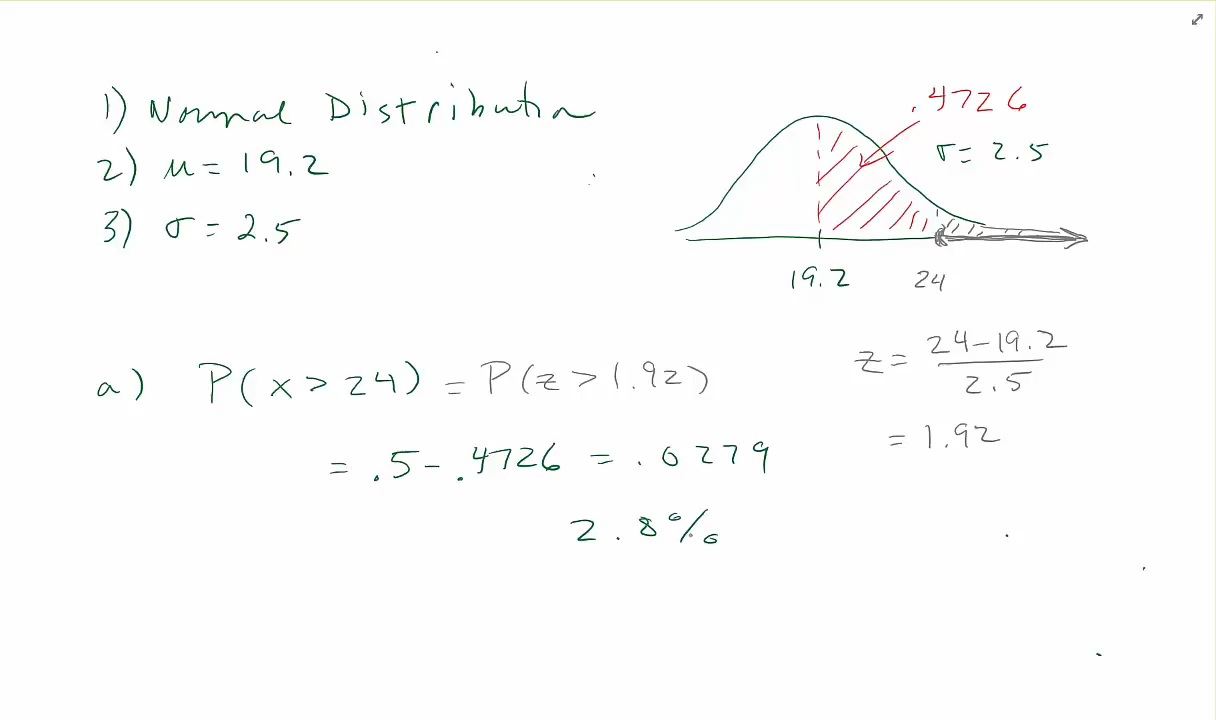 1) Normal Distribution
2) μ = 19.2
3) σ = 2.5
.4726
σ = 2.5
19.2
24
a) P(x > 24) = P(z > 1.92)
= .5 - .4726 = .0279
2.8%
z = 24-19.2 / 2.5
= 1.92